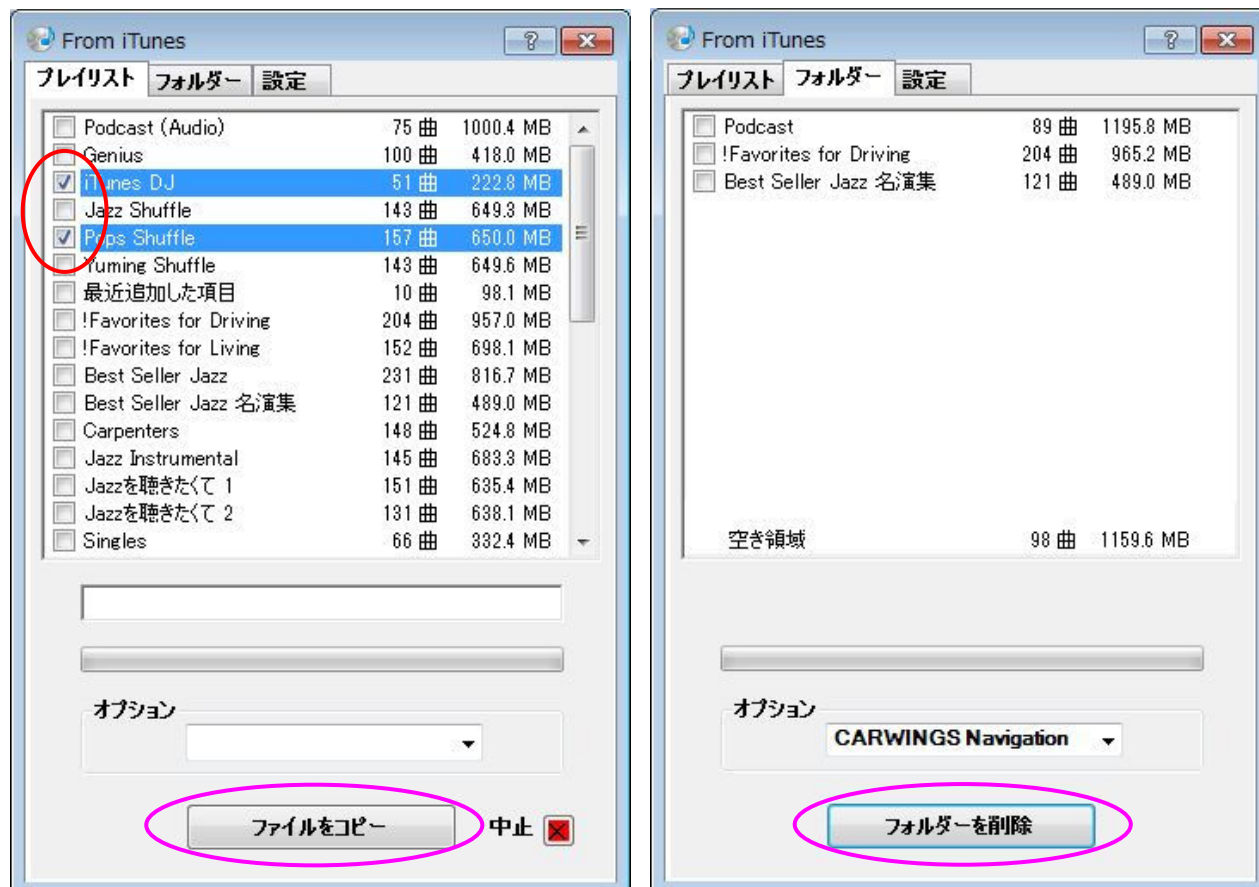 From iTunes
プレイリスト フォルダー 設定
Podcast (Audio) 75 曲 1000.4 MB
Genius 100 曲 418.0 MB
iTunes DJ 51 曲 222.8 MB
Jazz Shuffle 143 曲 649.3 MB
Pops Shuffle 157 曲 650.0 MB
Yuming Shuffle 143 曲 649.6 MB
最近追加した項目 10 曲 98.1 MB
!Favorites for Driving 204 曲 957.0 MB
!Favorites for Living 152 曲 698.1 MB
Best Seller Jazz 231 曲 816.7 MB
Best Seller Jazz 名演集 121 曲 489.0 MB
Carpenters 148 曲 524.8 MB
Jazz Instrumental 145 曲 683.3 MB
Jazzを聴きたくて 1 151 曲 635.4 MB
Jazzを聴きたくて 2 131 曲 638.1 MB
Singles 66 曲 332.4 MB
オプション
ファイルをコピー 中止
From iTunes
プレイリスト フォルダー 設定
Podcast 89 曲 1195.8 MB
!Favorites for Driving 204 曲 965.2 MB
Best Seller Jazz 名演集 121 曲 489.0 MB
空き領域 98 曲 1159.6 MB
オプション
CARWINGS Navigation
フォルダーを削除